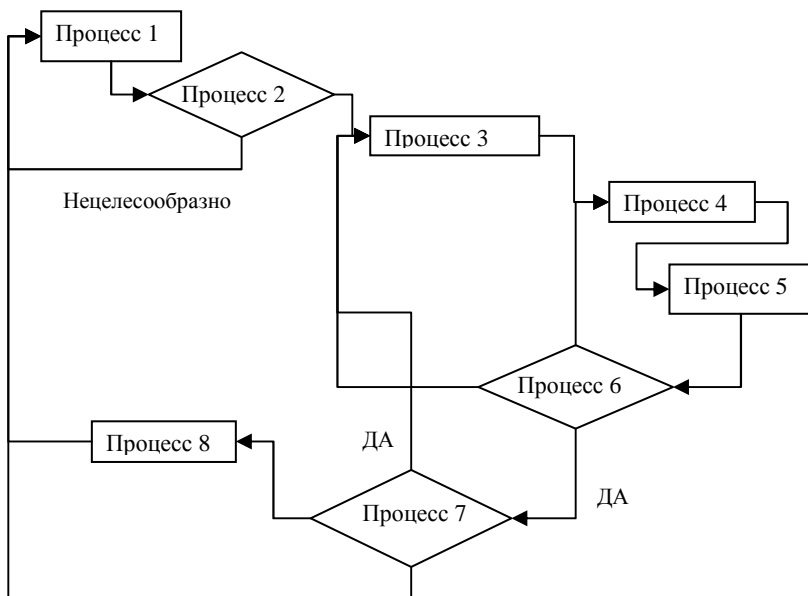 Процесс 1
Процесс 2
Процесс 3
Нецелесообразно
Процесс 4
Процесс 5
Процесс 6
Процесс 8
ДА
ДА
Процесс 7